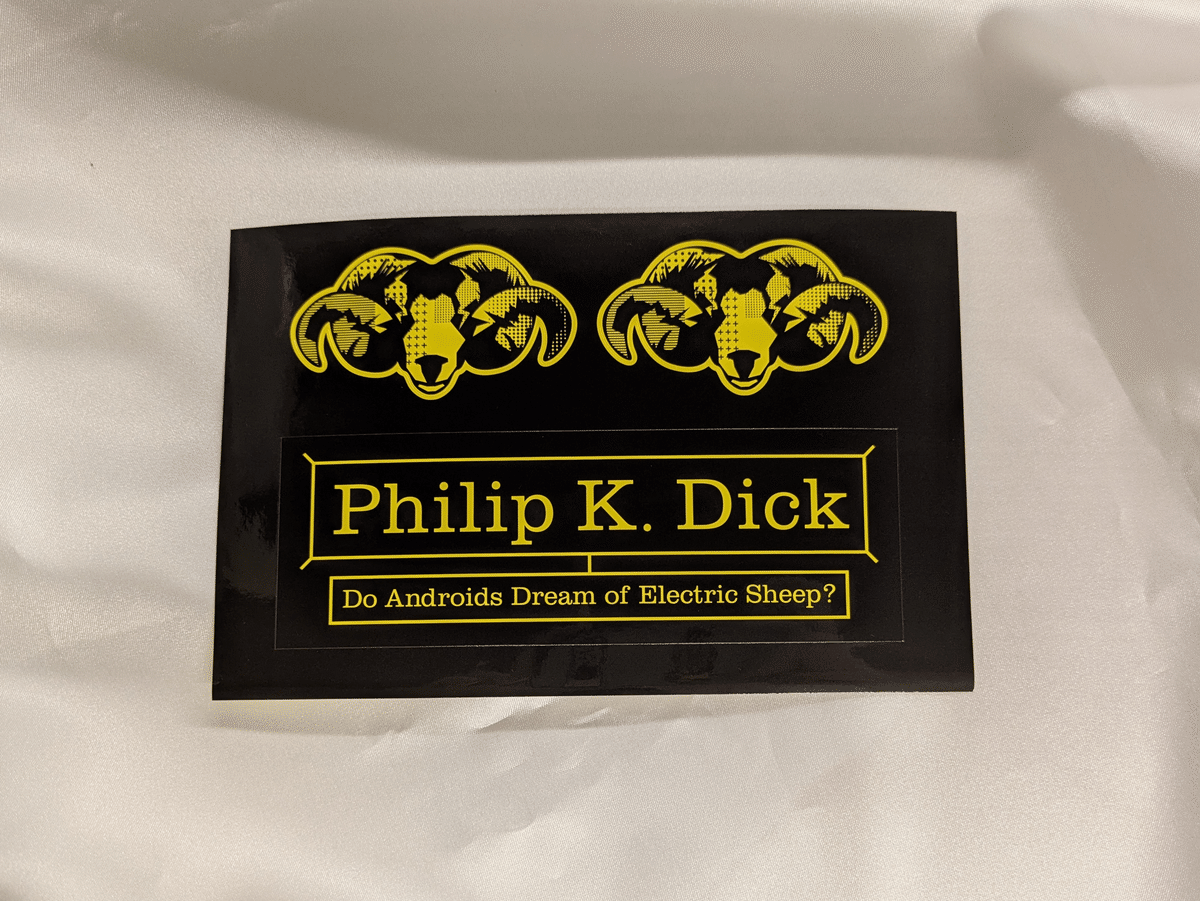 Philip K. Dick
Do Androids Dream of Electric Sheep?